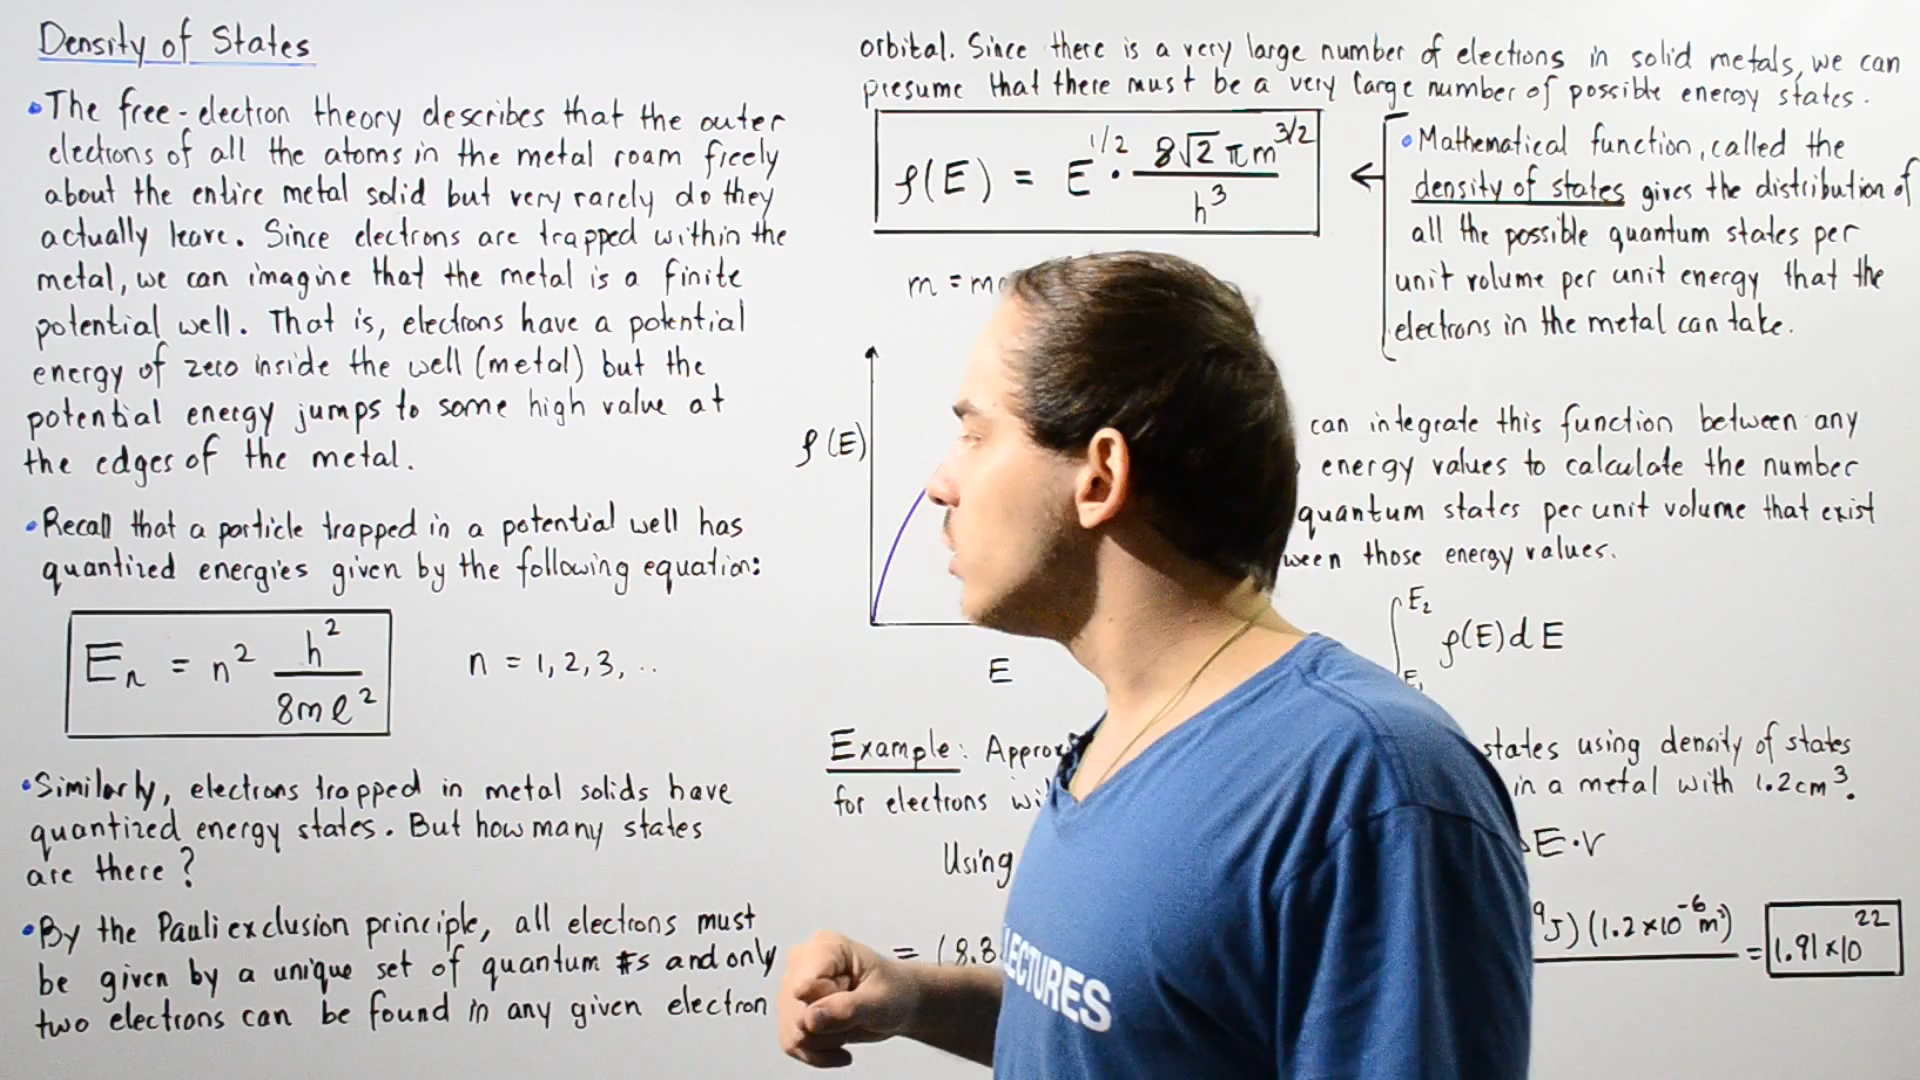 Density of States
• The free-electron theory describes that the outer
electrons of all the atoms in the metal roam freely
about the entire metal solid but very rarely do they
actually leave. Since electrons are trapped within the
metal, we can imagine that the metal is a finite
potential well. That is, electrons have a potential
energy of zero inside the well (metal) but the
potential energy jumps to some high value at
the edges of the metal.
• Recall that a particle trapped in a potential well has
quantized energies given by the following equation:
Eₙ = n² h² / 8mℓ²   n = 1, 2, 3, ..
• Similarly, electrons trapped in metal solids have
quantized energy states. But how many states
are there?
• By the Pauli exclusion principle, all electrons must
be given by a unique set of quantum #s and only
two electrons can be found in any given electron
orbital. Since there is a very large number of electrons in solid metals, we can
presume that there must be a very large number of possible energy states.
ρ(E) = E^1/2 · 8√2 πm^3/2 / h³
• Mathematical function, called the
density of states gives the distribution of
all the possible quantum states per
unit volume per unit energy that the
electrons in the metal can take.
m =
ρ(E)
E
can integrate this function between any
energy values to calculate the number
quantum states per unit volume that exist
those energy values.
∫ E₂ E₁ ρ(E)dE
Example:
states using density of states
for electrons
in a metal with 1.2cm³.
Using
E·V
= (8.3
J)(1.2×10⁻⁶m³) = 1.91×10²²
LECTURES